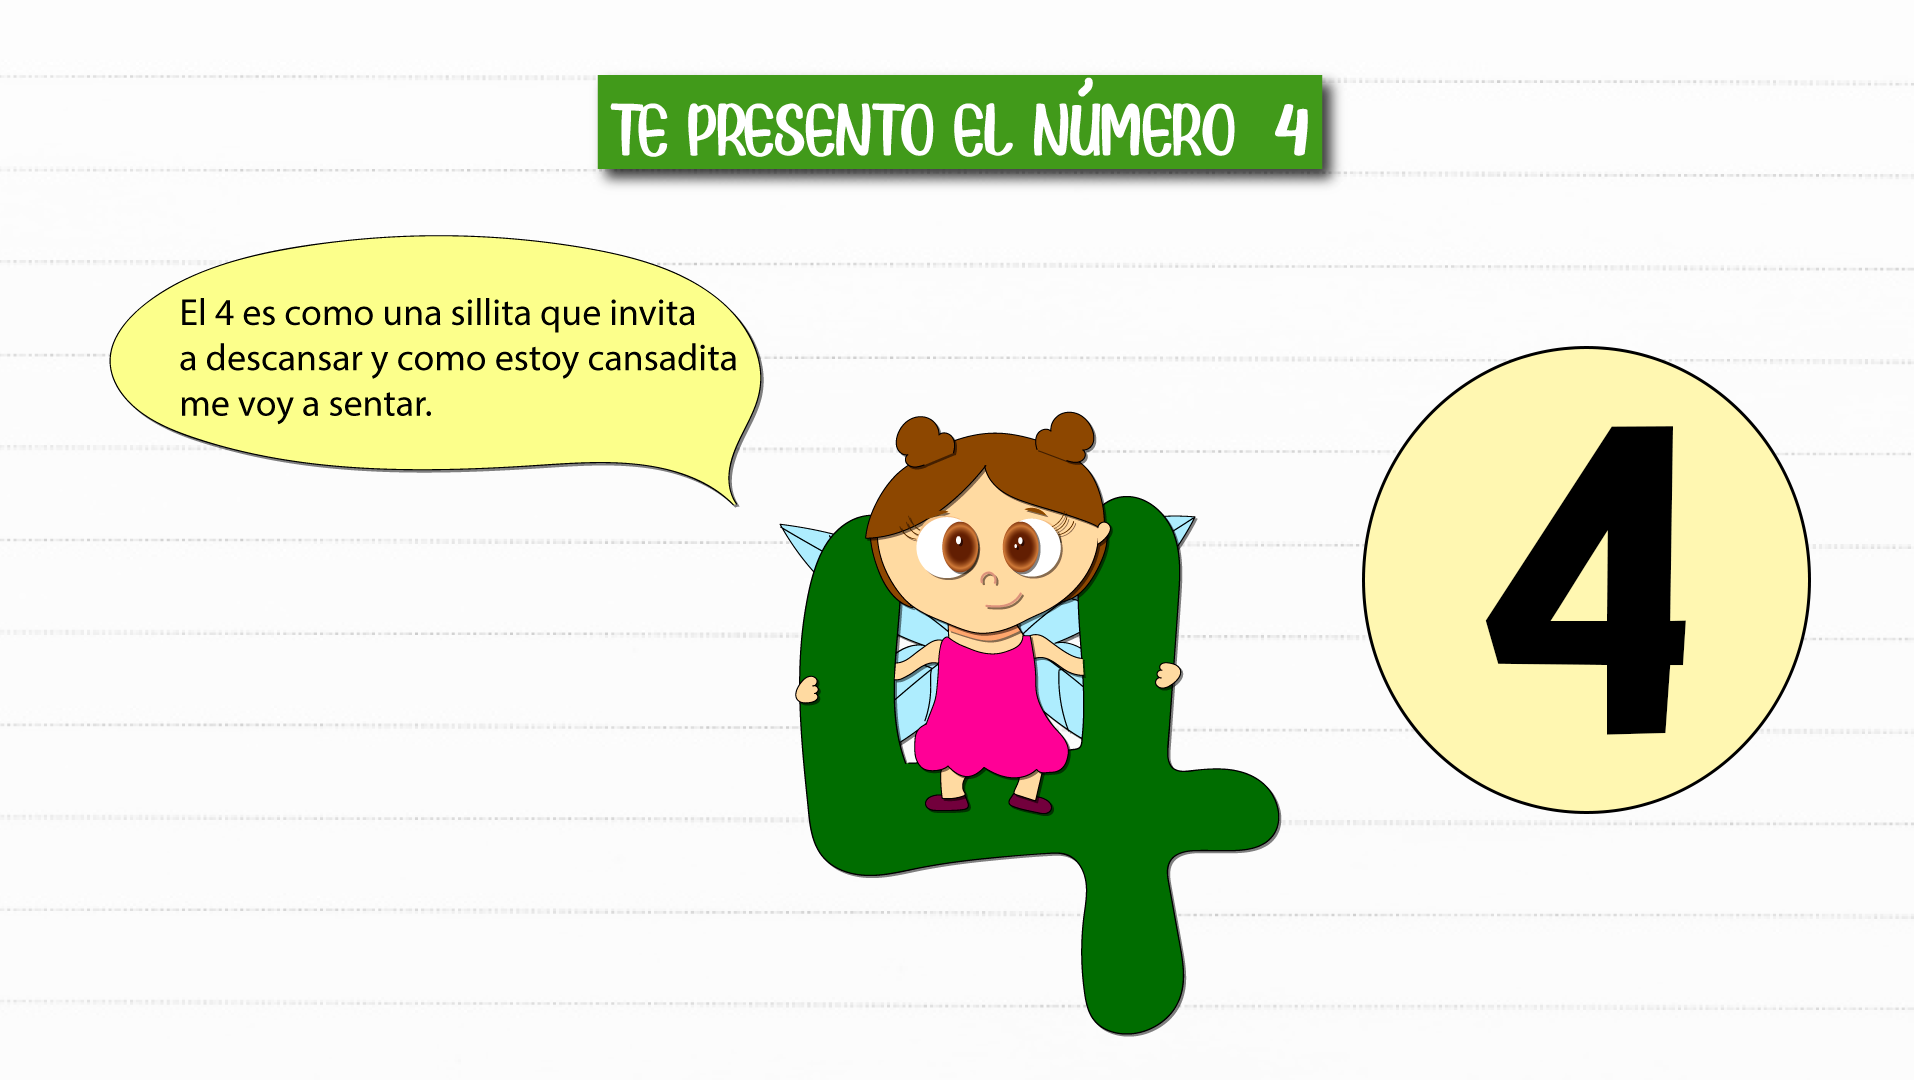 TE PRESENTO EL NÚMERO 4
El 4 es como una sillita que invita
a descansar y como estoy cansadita
me voy a sentar.
4
4